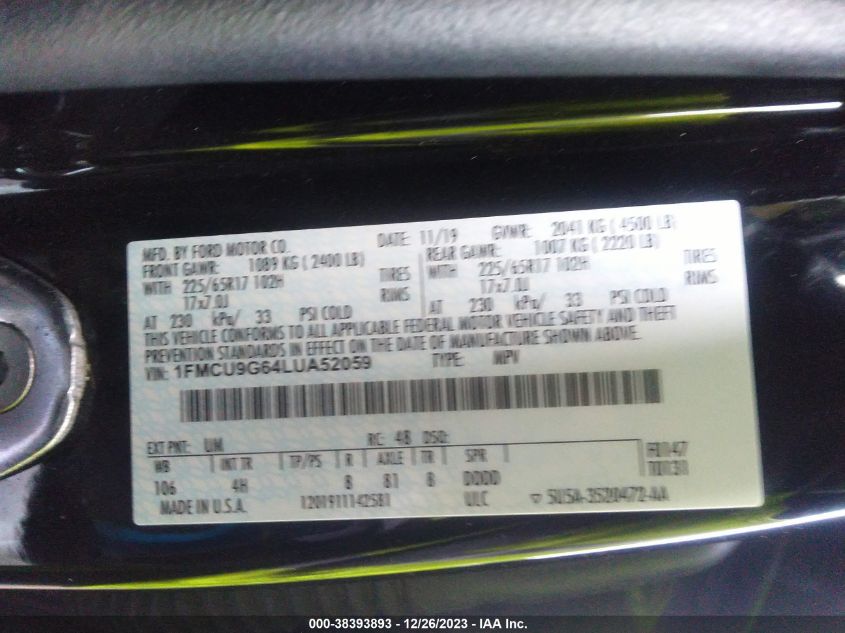 MFD. BY FORD MOTOR CO. DATE: 11/19 GVWR: 2041 KG ( 4500 LB)
FRONT GAWR: 1089 KG ( 2400 LB) REAR GAWR: 1007 KG ( 2220 LB)
WITH 225/65R17 102H TIRES WITH 225/65R17 102H TIRES
17x7.0J RIMS 17x7.0J RIMS
AT 230 kPa/ 33 PSI COLD AT 230 kPa/ 33 PSI COLD
THIS VEHICLE CONFORMS TO ALL APPLICABLE FEDERAL MOTOR VEHICLE SAFETY AND THEFT
PREVENTION STANDARDS IN EFFECT ON THE DATE OF MANUFACTURE SHOWN ABOVE.
VIN: 1FMCU9G64LUA52059 TYPE: MPV
EXT PNT: UM RC: 48 DSO:
WB INT TR TP/PS R AXLE TR SPR
106 4H 8 81 8 DDDD
MADE IN U.S.A. 1201911142581 ULC 5U5A-3520472-AA
000-38393893 - 12/26/2023 - IAA Inc.